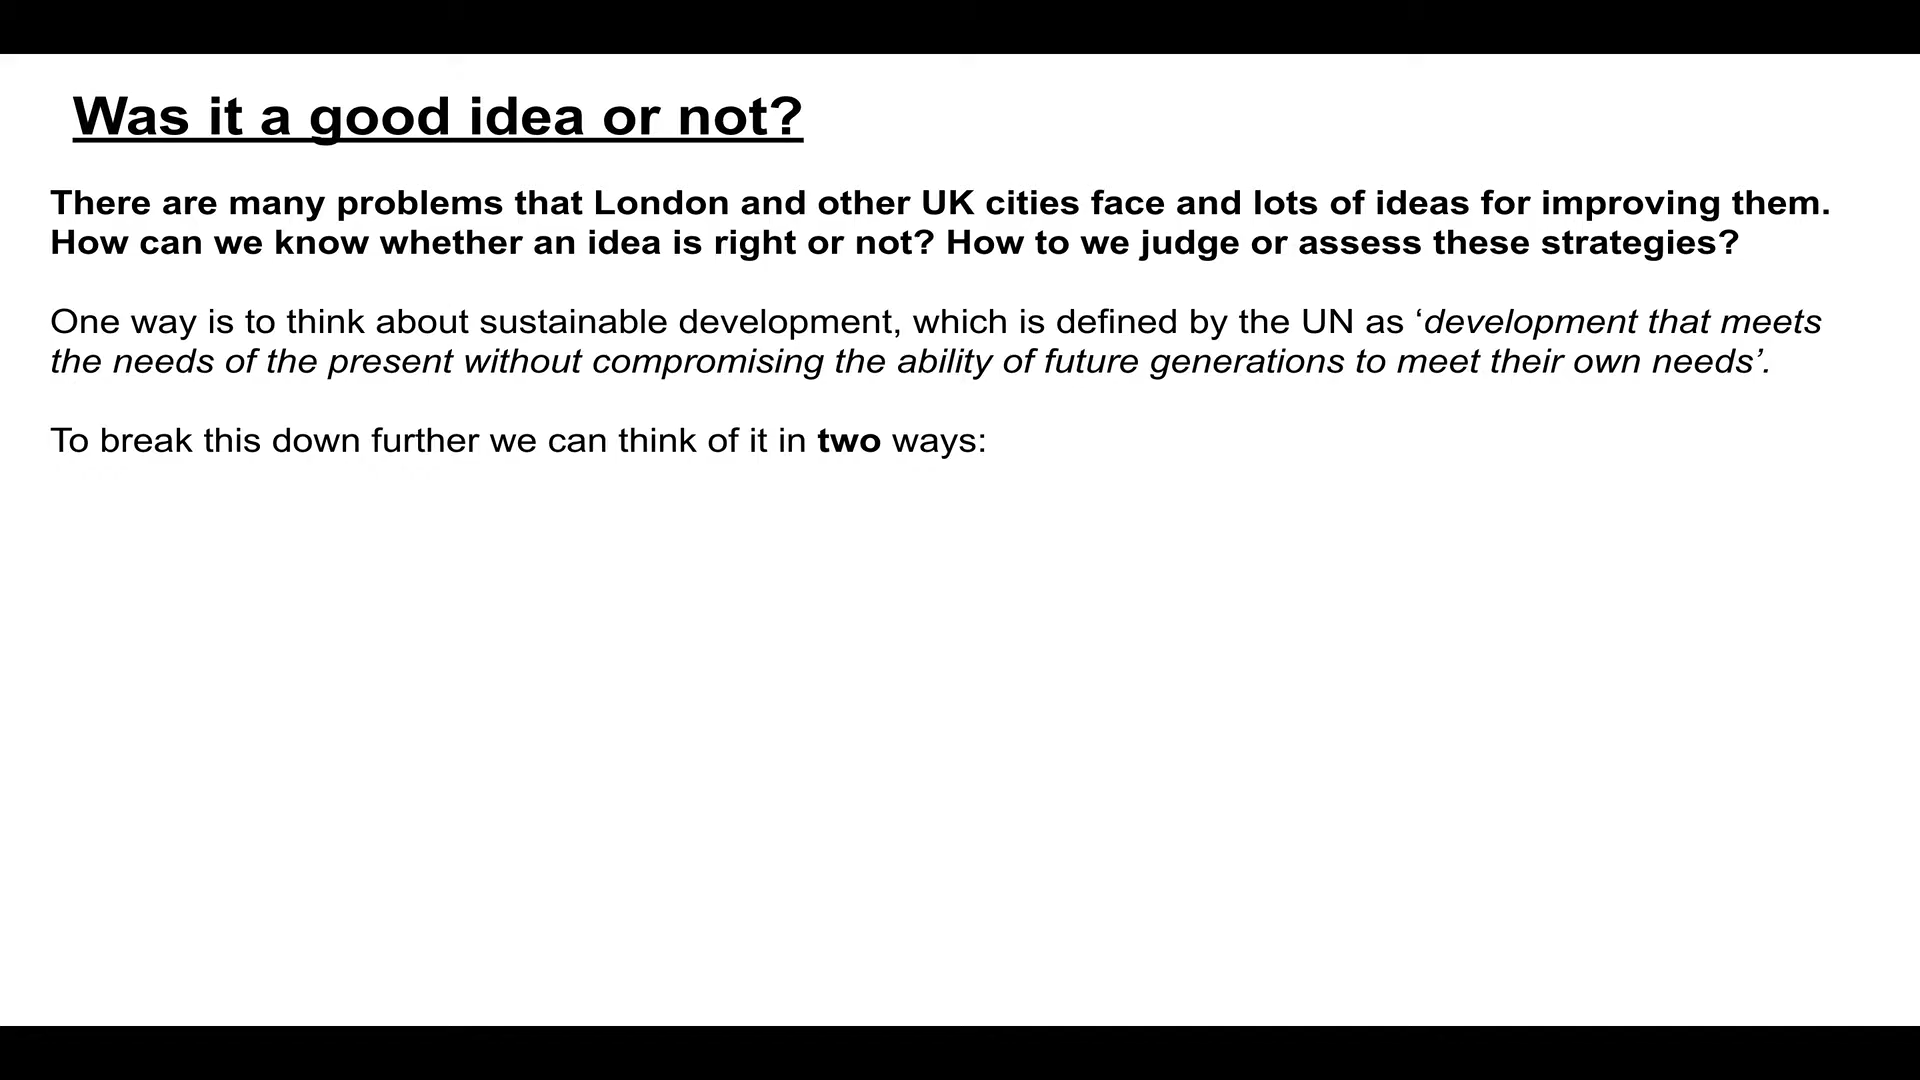 Was it a good idea or not?
There are many problems that London and other UK cities face and lots of ideas for improving them.
How can we know whether an idea is right or not? How to we judge or assess these strategies?
One way is to think about sustainable development, which is defined by the UN as ‘development that meets
the needs of the present without compromising the ability of future generations to meet their own needs’.
To break this down further we can think of it in two ways: